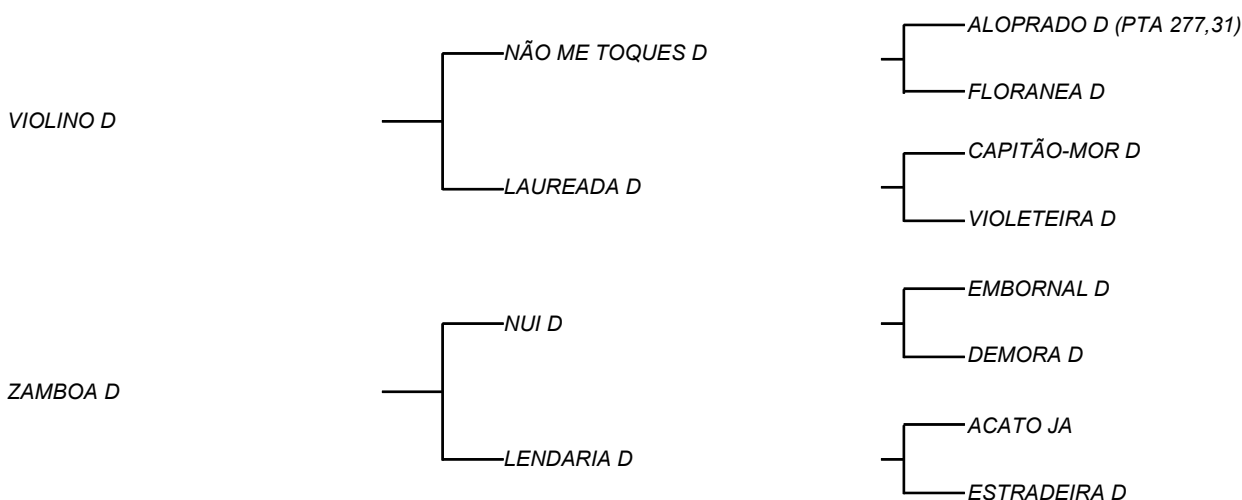 ALOPRADO D (PTA 277,31)
NÃO ME TOQUES D
FLORANEA D
VIOLINO D
CAPITÃO-MOR D
LAUREADA D
VIOLETEIRA D
EMBORNAL D
NUI D
DEMORA D
ZAMBOA D
ACATO JA
LENDARIA D
ESTRADEIRA D